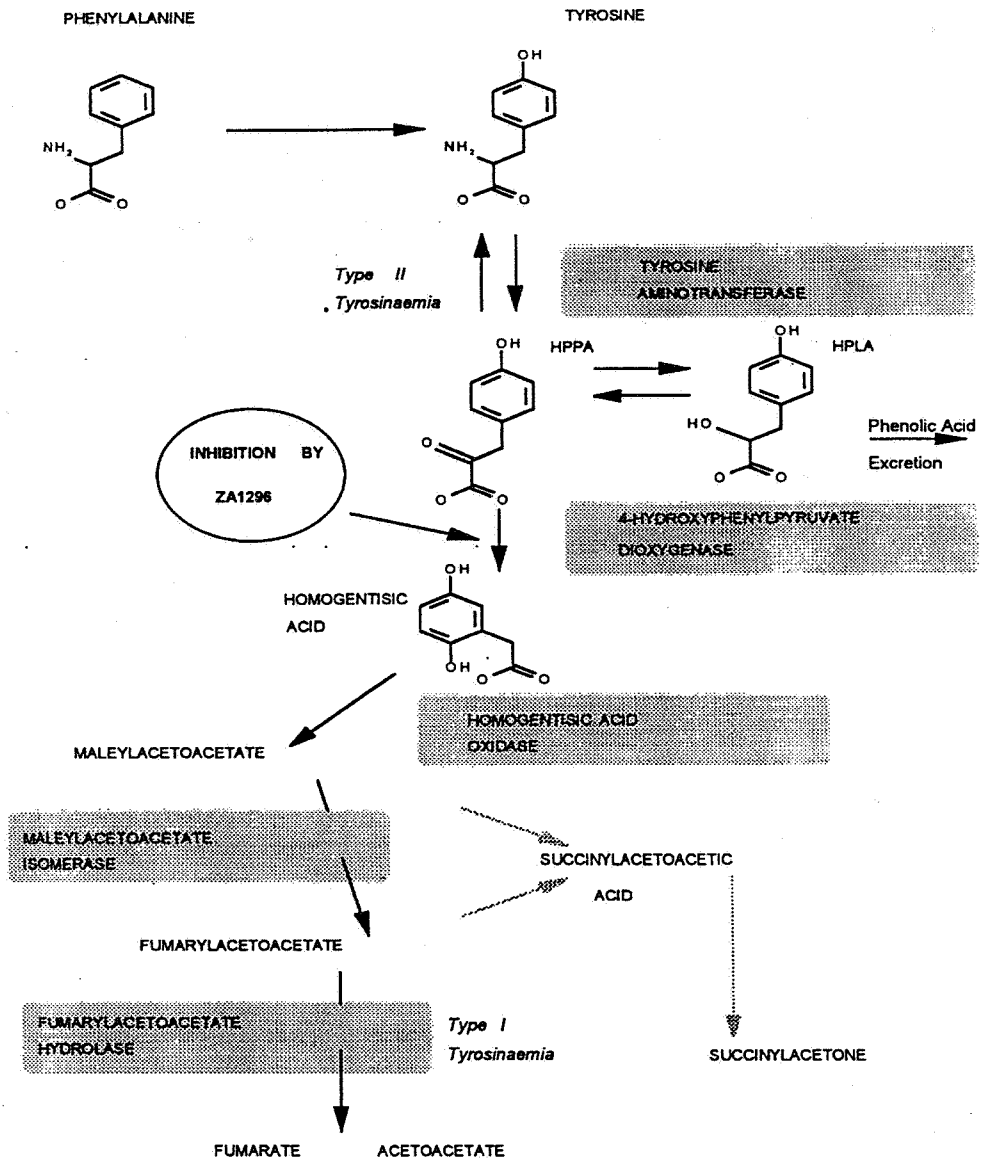 PHENYLALANINE
TYROSINE
OH
NH2
O
O
NH2
O
O
Type II
Tyrosinaemia
TYROSINE
AMINOTRANSFERASE
OH
HPPA
OH
HPLA
O
O
O
HO
O
O
Phenolic Acid
Excretion
INHIBITION BY
ZA1296
4-HYDROXYPHENYLPYRUVATE
DIOXYGENASE
HOMOGENTISIC
ACID
OH
OH
O
O
HOMOGENTISIC ACID
OXIDASE
MALEYLACETOACETATE
MALEYLACETOACETATE
ISOMERASE
SUCCINYLACETOACETIC
ACID
FUMARYLACETOACETATE
FUMARYLACETOACETATE
HYDROLASE
Type I
Tyrosinaemia
SUCCINYLACETONE
FUMARATE
ACETOACETATE